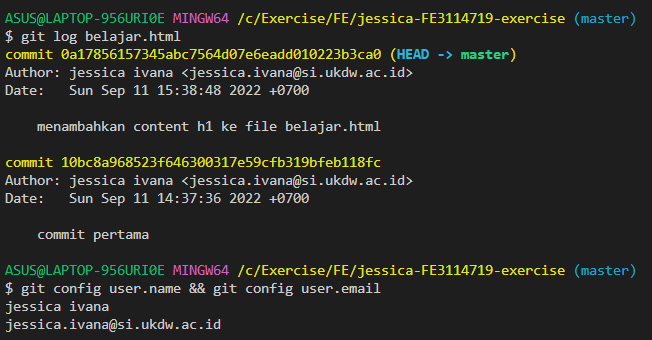 ASUS@LAPTOP-956URI0E MINGW64 /c/Exercise/FE/jessica-FE3114719-exercise (master)
$ git log belajar.html
commit 0a17856157345abc7564d07e6eadd010223b3ca0 (HEAD -> master)
Author: jessica ivana <jessica.ivana@si.ukdw.ac.id>
Date:   Sun Sep 11 15:38:48 2022 +0700
    menambahkan content h1 ke file belajar.html
commit 10bc8a968523f646300317e59cfb319bfeb118fc
Author: jessica ivana <jessica.ivana@si.ukdw.ac.id>
Date:   Sun Sep 11 14:37:36 2022 +0700
    commit pertama
ASUS@LAPTOP-956URI0E MINGW64 /c/Exercise/FE/jessica-FE3114719-exercise (master)
$ git config user.name && git config user.email
jessica ivana
jessica.ivana@si.ukdw.ac.id